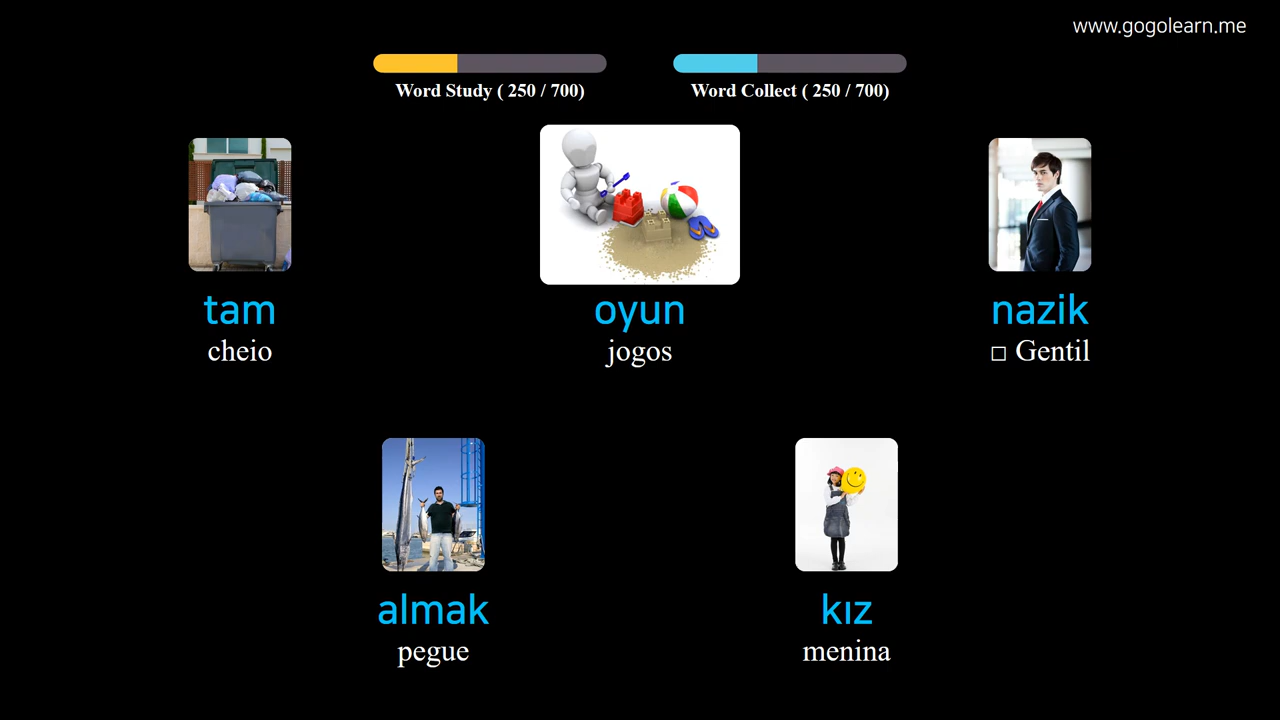 www.gogolearn.me
Word Study ( 250 / 700)
Word Collect ( 250 / 700)
tam
cheio
oyun
jogos
nazik
□ Gentil
almak
pegue
kız
menina